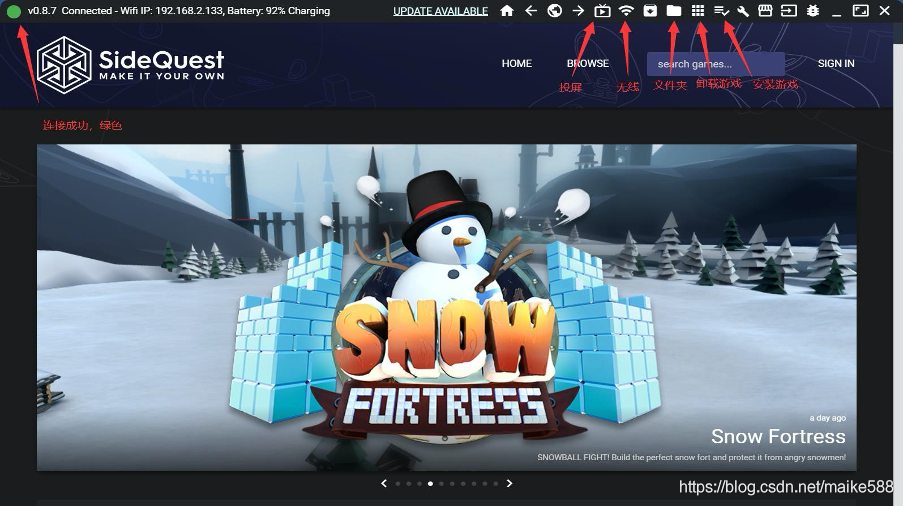 v0.8.7 Connected - Wifi IP: 192.168.2.133, Battery: 92% Charging
UPDATE AVAILABLE
SideQuest
MAKE IT YOUR OWN
HOME
BROWSE
search games...
SIGN IN
投屏
无线
文件夹
卸载游戏
安装游戏
连接成功，绿色
SNOW
FORTRESS
a day ago
Snow Fortress
SNOWBALL FIGHT! Build the perfect snow fort and protect it from angry snowmen!
https://blog.csdn.net/maike588